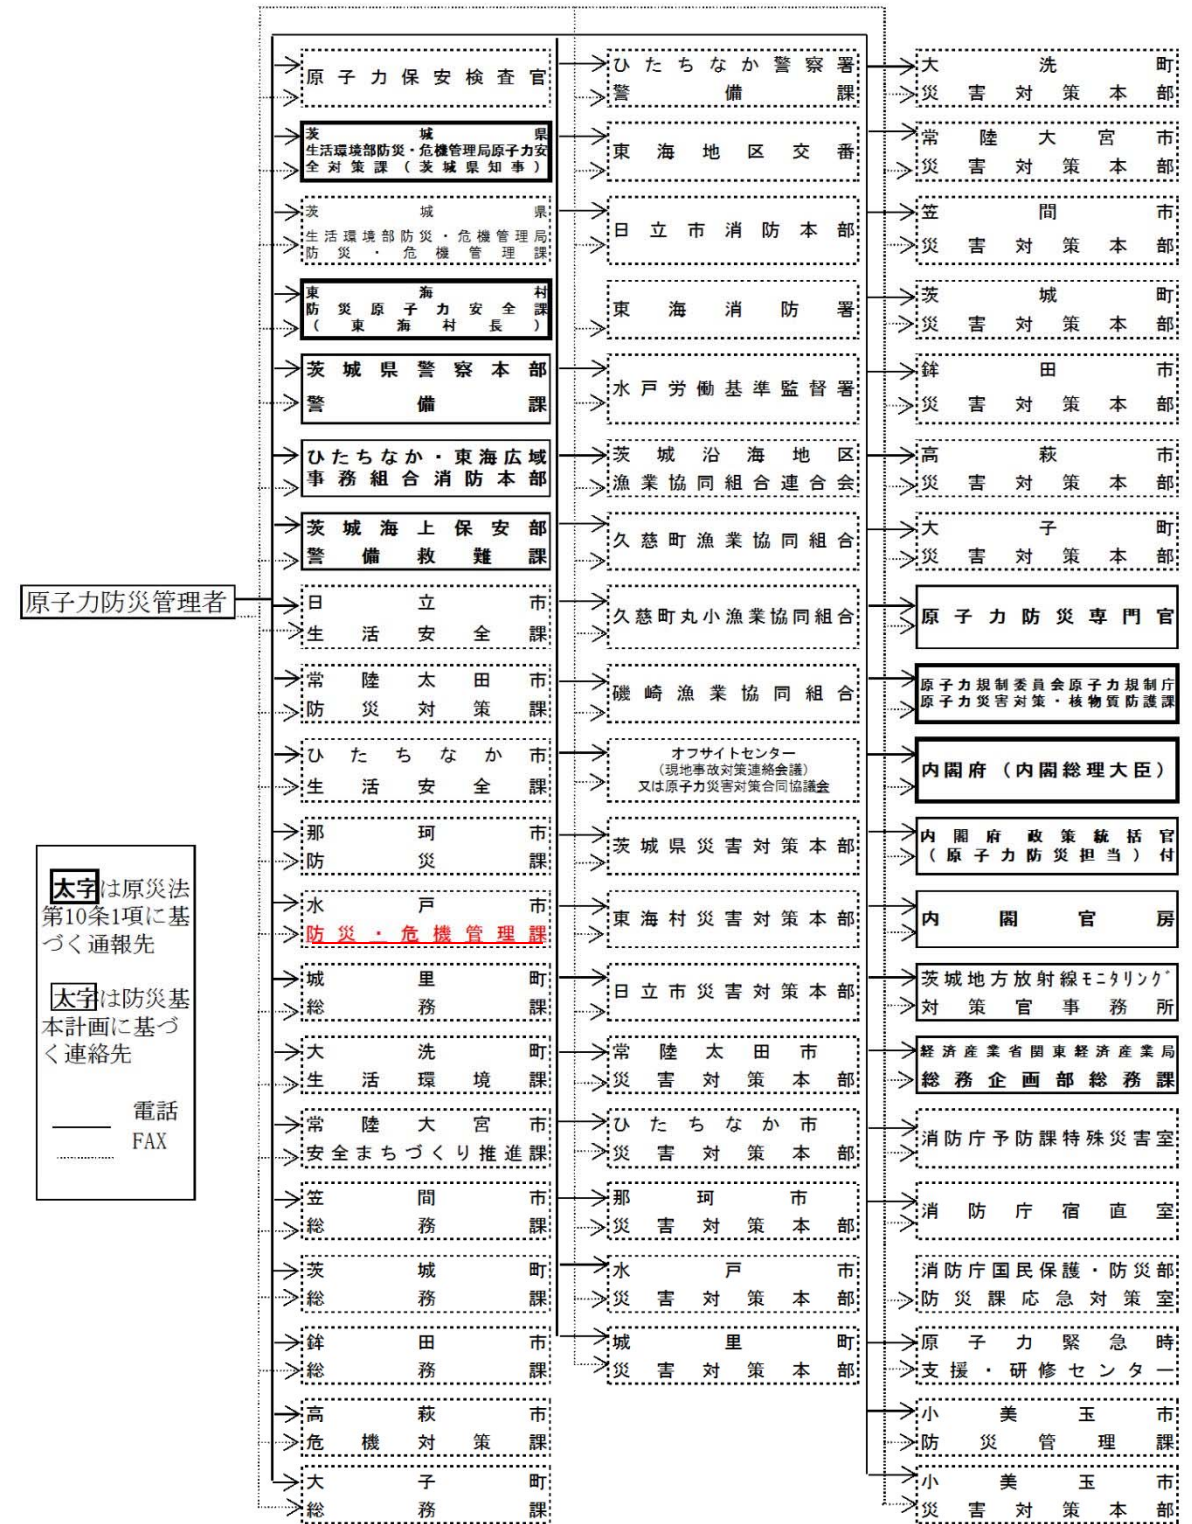 原子力防災管理者
太字は原災法
第10条1項に基
づく通報先
太字は防災基
本計画に基づ
く連絡先
電話
FAX
原子力保安検査官
茨城県
生活環境部防災・危機管理局原子力安
全対策課(茨城県知事)
茨城県
生活環境部防災・危機管理局
防災・危機管理課
東海村
防災原子力安全課
(東海村長)
茨城県警察本部
警備課
ひたちなか・東海広域
事務組合消防本部
茨城海上保安部
警備救難課
日立市
生活安全課
常陸太田市
防災対策課
ひたちなか市
生活安全課
那珂市
防災課
水戸市
防災・危機管理課
城里町
総務課
大洗町
生活環境課
常陸大宮市
安全まちづくり推進課
笠間市
総務課
茨城町
総務課
鉾田市
総務課
高萩市
危機対策課
大子町
総務課
ひたちなか警察署
警備課
東海地区交番
日立市消防本部
東海消防署
水戸労働基準監督署
茨城沿海地区
漁業協同組合連合会
久慈町漁業協同組合
久慈町丸小漁業協同組合
磯崎漁業協同組合
オフサイトセンター
(現地事故対策連絡会議)
又は原子力災害対策合同協議会
茨城県災害対策本部
東海村災害対策本部
日立市災害対策本部
常陸太田市
災害対策本部
ひたちなか市
災害対策本部
那珂市
災害対策本部
水戸市
災害対策本部
城里町
災害対策本部
大洗町
災害対策本部
常陸大宮市
災害対策本部
笠間市
災害対策本部
茨城町
災害対策本部
鉾田市
災害対策本部
高萩市
災害対策本部
大子町
災害対策本部
原子力防災専門官
原子力規制委員会原子力規制庁
原子力災害対策・核物質防護課
内閣府(内閣総理大臣)
内閣府政策統括官
(原子力防災担当)付
内閣官房
茨城地方放射線ﾓﾆﾀﾘﾝｸﾞ
対策官事務所
経済産業省関東経済産業局
総務企画部総務課
消防庁予防課特殊災害室
消防庁宿直室
消防庁国民保護・防災部
防災課応急対策室
原子力緊急時
支援・研修センター
小美玉市
防災管理課
小美玉市
災害対策本部